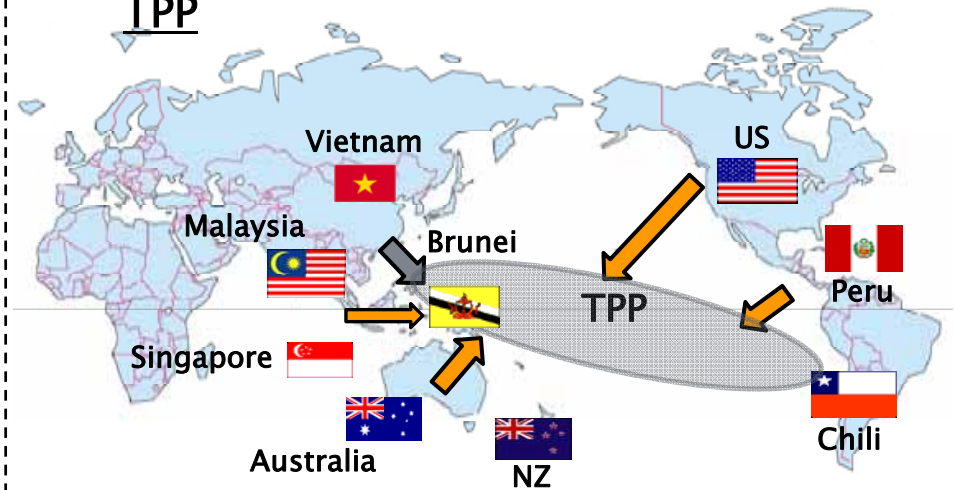 TPP
Vietnam
US
Malaysia
Brunei
Peru
TPP
Singapore
Chili
Australia
NZ